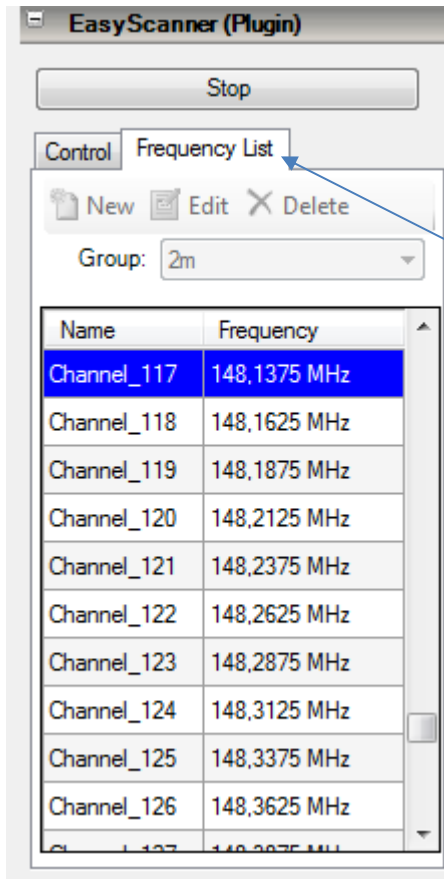 EasyScanner (Plugin)
Stop
Control Frequency List
New Edit Delete
Group: 2m
Name Frequency
Channel_117 148,1375 MHz
Channel_118 148,1625 MHz
Channel_119 148,1875 MHz
Channel_120 148,2125 MHz
Channel_121 148,2375 MHz
Channel_122 148,2625 MHz
Channel_123 148,2875 MHz
Channel_124 148,3125 MHz
Channel_125 148,3375 MHz
Channel_126 148,3625 MHz